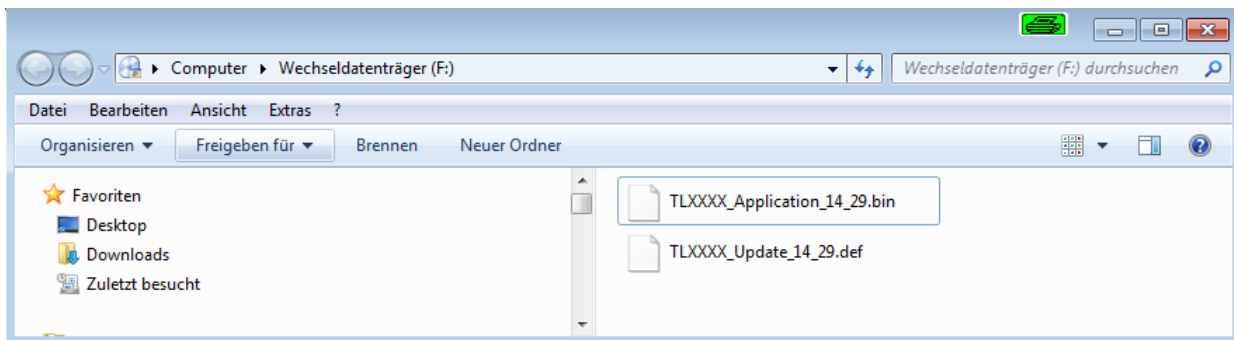 Computer Wechseldatenträger (F:)
Wechseldatenträger (F:) durchsuchen
Datei Bearbeiten Ansicht Extras ?
Organisieren Freigeben für Brennen Neuer Ordner
Favoriten
Desktop
Downloads
Zuletzt besucht
TLXXXX_Application_14_29.bin
TLXXXX_Update_14_29.def